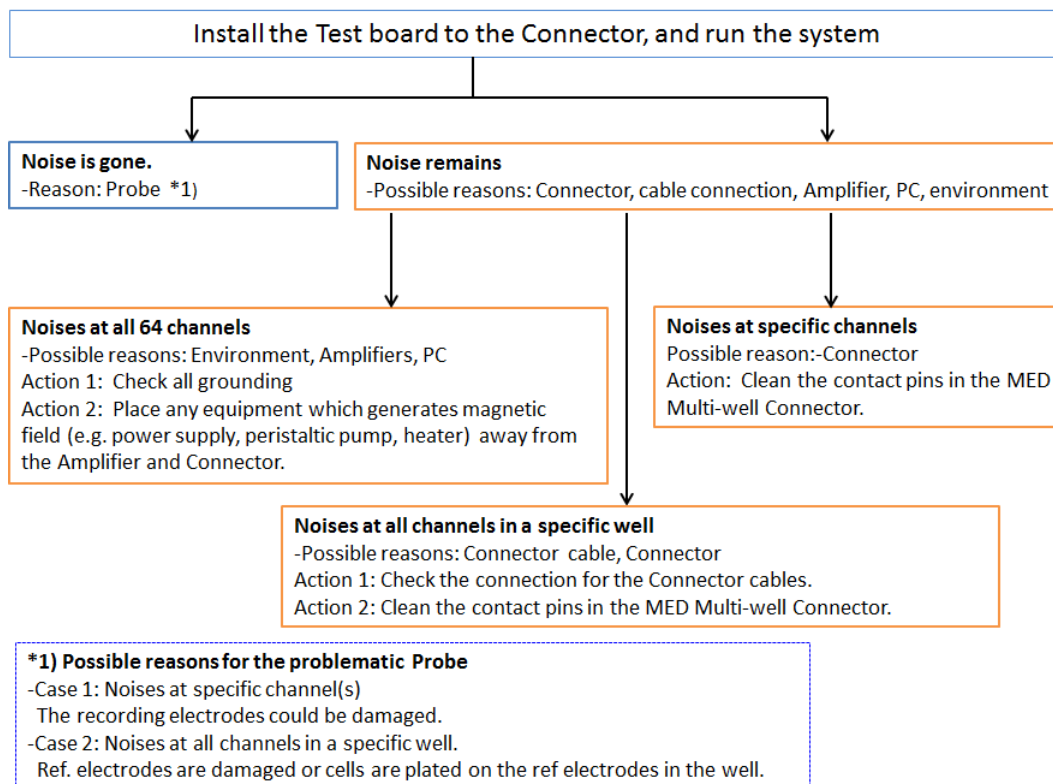 Install the Test board to the Connector, and run the system
Noise is gone.
-Reason: Probe *1)
Noise remains
-Possible reasons: Connector, cable connection, Amplifier, PC, environment
Noises at all 64 channels
-Possible reasons: Environment, Amplifiers, PC
Action 1: Check all grounding
Action 2: Place any equipment which generates magnetic
field (e.g. power supply, peristaltic pump, heater) away from
the Amplifier and Connector.
Noises at specific channels
Possible reason:-Connector
Action: Clean the contact pins in the MED
Multi-well Connector.
Noises at all channels in a specific well
-Possible reasons: Connector cable, Connector
Action 1: Check the connection for the Connector cables.
Action 2: Clean the contact pins in the MED Multi-well Connector.
*1) Possible reasons for the problematic Probe
-Case 1: Noises at specific channel(s)
The recording electrodes could be damaged.
-Case 2: Noises at all channels in a specific well.
Ref. electrodes are damaged or cells are plated on the ref electrodes in the well.